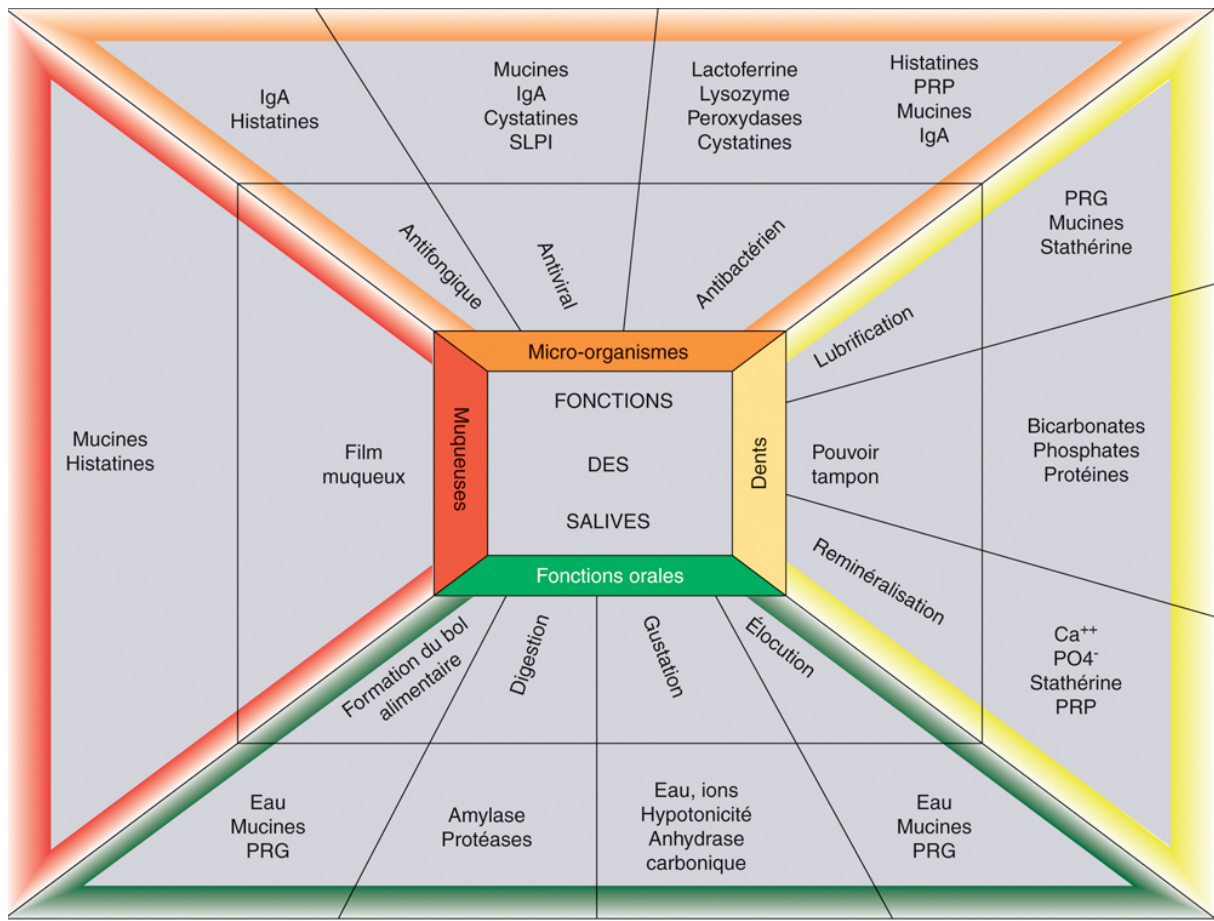 IgA
Histatines
Mucines
IgA
Cystatines
SLPI
Lactoferrine
Lysozyme
Peroxydases
Cystatines
Histatines
PRP
Mucines
IgA
Antifongique
Antiviral
Antibactérien
PRG
Mucines
Stathérine
Lubrification
Micro-organismes
Mucines
Histatines
Film
muqueux
Muqueuses
FONCTIONS
DES
SALIVES
Dents
Pouvoir
tampon
Bicarbonates
Phosphates
Protéines
Fonctions orales
Reminéralisation
Ca++
PO4-
Stathérine
PRP
Formation du bol
alimentaire
Digestion
Gustation
Élocution
Eau
Mucines
PRG
Amylase
Protéases
Eau, ions
Hypotonicité
Anhydrase
carbonique
Eau
Mucines
PRG